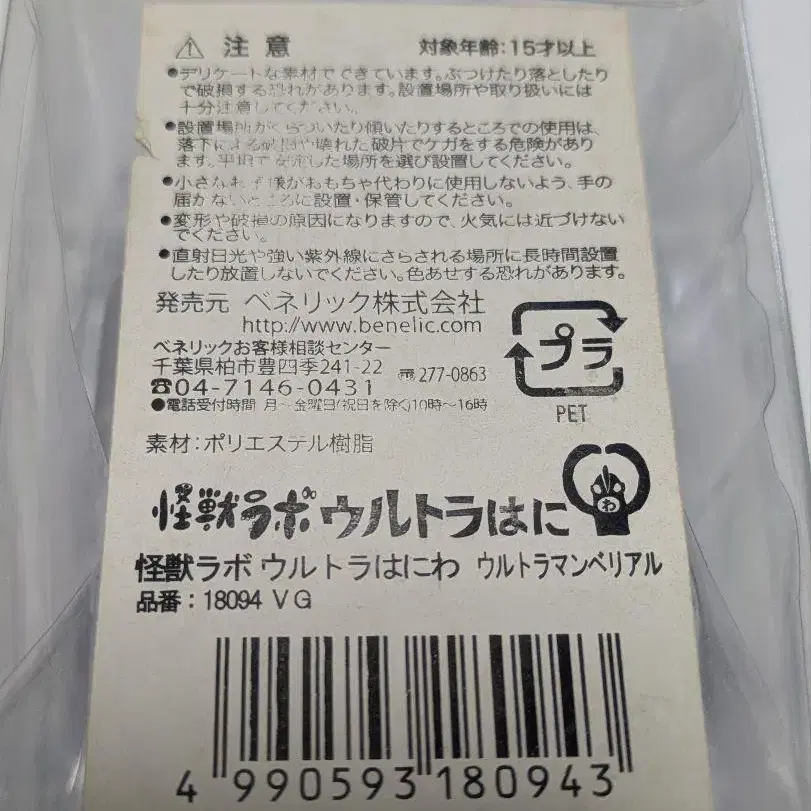 ⚠ 注意 対象年齢:15才以上
●デリケートな素材でできています。ぶつけたり落としたり
で破損する恐れがあります。設置場所や取り扱いには
十分注意してください。
●設置場所がぐらついたり傾いたりするところでの使用は、
落下による破損や壊れた破片でケガをする危険があり
ます。平坦で安定した場所を選び設置してください。
●小さなお子様がおもちゃ代わりに使用しないよう、手の
届かないところに設置・保管してください。
●変形や破損の原因になりますので、火気には近づけない
でください。
●直射日光や強い紫外線にさらされる場所に長時間設置
したり放置しないでください。色あせする恐れがあります。
発売元 ベネリック株式会社
http://www.benelic.com
ベネリックお客様相談センター
千葉県柏市豊四季241-22 〒277-0863
☎04-7146-0431
●電話受付時間 月〜金曜日(祝日を除く)10時〜16時
プラ
PET
素材:ポリエステル樹脂
怪獣ラボ ウルトラはにわ
怪獣ラボ ウルトラはにわ ウルトラマンベリアル
品番:18094 VG
4 990593 180943